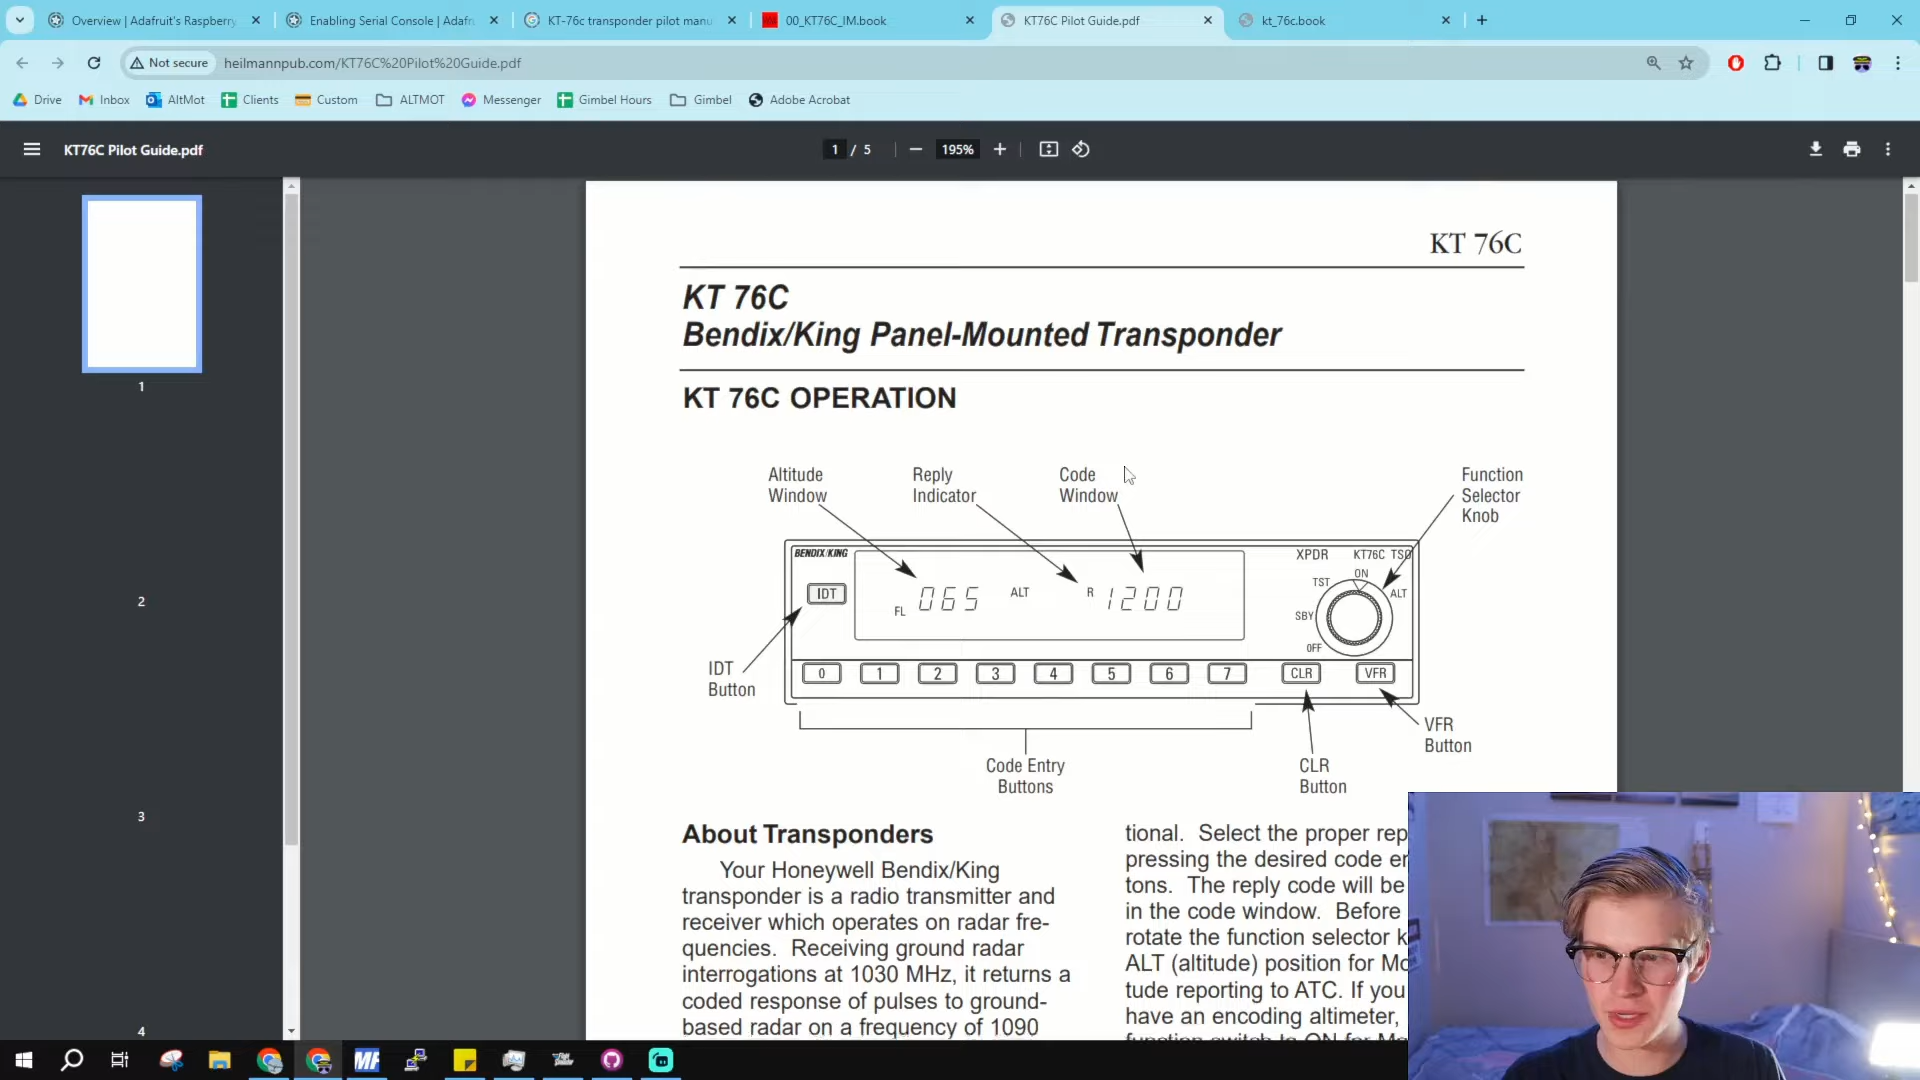 Overview | Adafruit's Raspberry
Enabling Serial Console | Adafru
KT-76c transponder pilot manu
00_KT76C_IM.book
KT76C Pilot Guide.pdf
kt_76c.book
Not secure
heilmannpub.com/KT76C%20Pilot%20Guide.pdf
Drive
Inbox
AltMot
Clients
Custom
ALTMOT
Messenger
Gimbel Hours
Gimbel
Adobe Acrobat
KT76C Pilot Guide.pdf
1 / 5
195%
1
2
3
4
KT 76C
KT 76C
Bendix/King Panel-Mounted Transponder
KT 76C OPERATION
Altitude
Window
Reply
Indicator
Code
Window
Function
Selector
Knob
BENDIX/KING
XPDR
KT76C TSO
IDT
FL
065
ALT
R
1200
TST
ON
ALT
SBY
OFF
0
1
2
3
4
5
6
7
CLR
VFR
IDT
Button
Code Entry
Buttons
CLR
Button
VFR
Button
About Transponders
Your Honeywell Bendix/King
transponder is a radio transmitter and
receiver which operates on radar fre-
quencies. Receiving ground radar
interrogations at 1030 MHz, it returns a
coded response of pulses to ground-
based radar on a frequency of 1090
tional. Select the proper rep
pressing the desired code en
tons. The reply code will be
in the code window. Before
rotate the function selector k
ALT (altitude) position for Mo
tude reporting to ATC. If you
have an encoding altimeter,
function switch to ON for Mo
MF